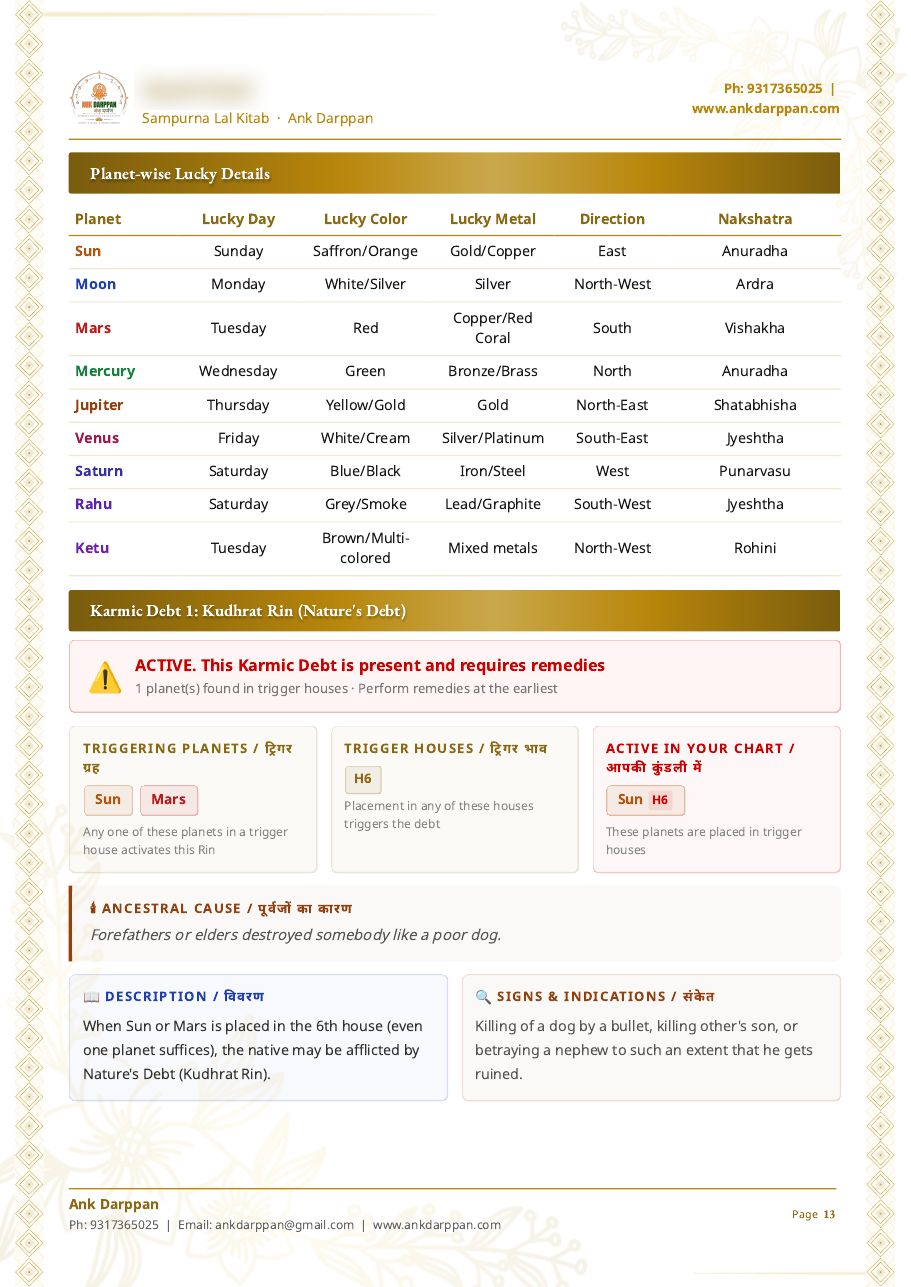 ANK DARPPAN
Sampurna Lal Kitab · Ank Darppan
Ph: 9317365025 |
www.ankdarppan.com
Planet-wise Lucky Details
Planet Lucky Day Lucky Color Lucky Metal Direction Nakshatra
Sun Sunday Saffron/Orange Gold/Copper East Anuradha
Moon Monday White/Silver Silver North-West Ardra
Mars Tuesday Red Copper/Red Coral South Vishakha
Mercury Wednesday Green Bronze/Brass North Anuradha
Jupiter Thursday Yellow/Gold Gold North-East Shatabhisha
Venus Friday White/Cream Silver/Platinum South-East Jyeshtha
Saturn Saturday Blue/Black Iron/Steel West Punarvasu
Rahu Saturday Grey/Smoke Lead/Graphite South-West Jyeshtha
Ketu Tuesday Brown/Multi-colored Mixed metals North-West Rohini
Karmic Debt 1: Kudhrat Rin (Nature's Debt)
ACTIVE. This Karmic Debt is present and requires remedies
1 planet(s) found in trigger houses · Perform remedies at the earliest
TRIGGERING PLANETS / ट्रिगर
ग्रह
Sun Mars
Any one of these planets in a trigger
house activates this Rin
TRIGGER HOUSES / ट्रिगर भाव
H6
Placement in any of these houses
triggers the debt
ACTIVE IN YOUR CHART /
आपकी कुंडली में
Sun H6
These planets are placed in trigger
houses
ANCESTRAL CAUSE / पूर्वजों का कारण
Forefathers or elders destroyed somebody like a poor dog.
DESCRIPTION / विवरण
When Sun or Mars is placed in the 6th house (even
one planet suffices), the native may be afflicted by
Nature's Debt (Kudhrat Rin).
SIGNS & INDICATIONS / संकेत
Killing of a dog by a bullet, killing other's son, or
betraying a nephew to such an extent that he gets
ruined.
Ank Darppan
Ph: 9317365025 | Email: ankdarppan@gmail.com | www.ankdarppan.com
Page 13